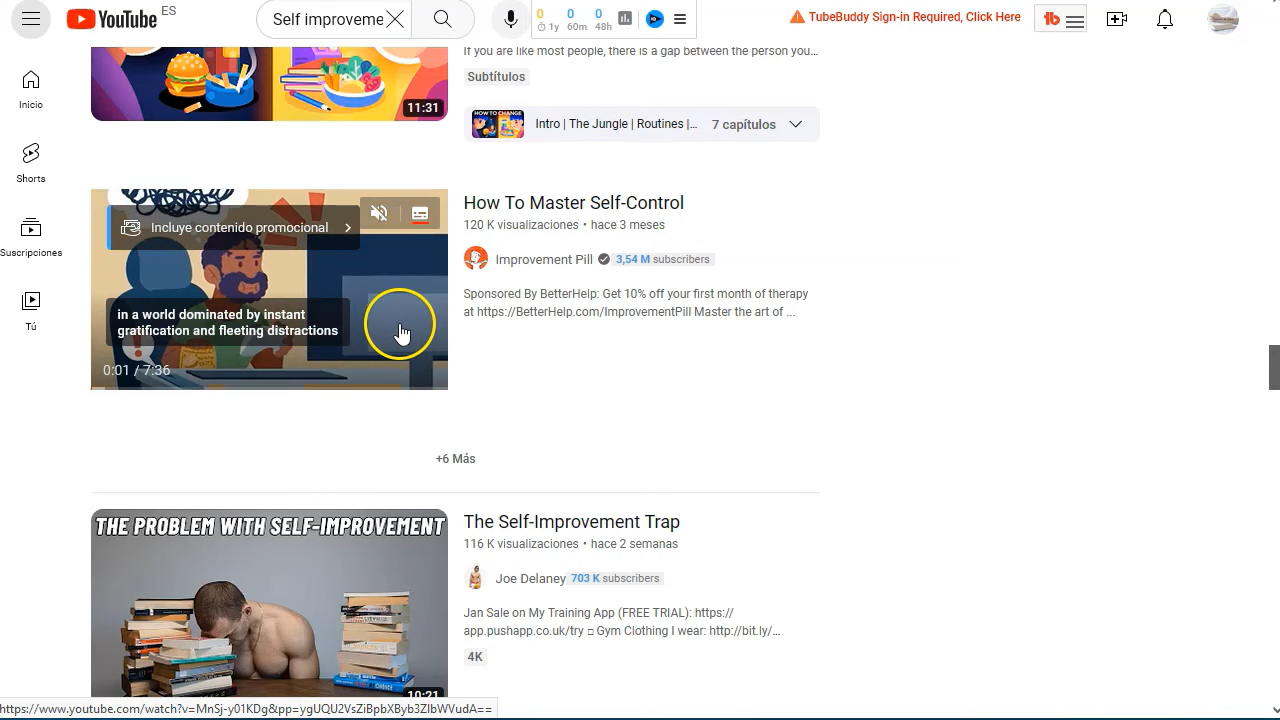 YouTube ES
Self improveme
0 0 0
1y 60m 48h
TubeBuddy Sign-in Required, Click Here
tb
Inicio
Shorts
Suscripciones
Tú
11:31
If you are like most people, there is a gap between the person you…
Subtítulos
HOW TO CHANGE
Intro | The Jungle | Routines |…
7 capítulos
Incluye contenido promocional
in a world dominated by instant
gratification and fleeting distractions
0:01 / 7:36
How To Master Self-Control
120 K visualizaciones • hace 3 meses
Improvement Pill 3,54 M subscribers
Sponsored By BetterHelp: Get 10% off your first month of therapy
at https://BetterHelp.com/ImprovementPill Master the art of ...
+6 Más
THE PROBLEM WITH SELF-IMPROVEMENT
10:21
The Self-Improvement Trap
116 K visualizaciones • hace 2 semanas
Joe Delaney 703 K subscribers
Jan Sale on My Training App (FREE TRIAL): https://
app.pushapp.co.uk/try □ Gym Clothing I wear: http://bit.ly/…
4K
https://www.youtube.com/watch?v=MnSj-y01KDg&pp=ygUQU2VsZiBpbXByb3ZlbWVudA==